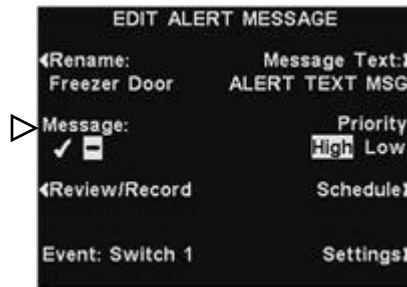 EDIT ALERT MESSAGE
Rename: Message Text:
Freezer Door ALERT TEXT MSG
Message: Priority
✓ – High Low
Review/Record Schedule
Event: Switch 1 Settings